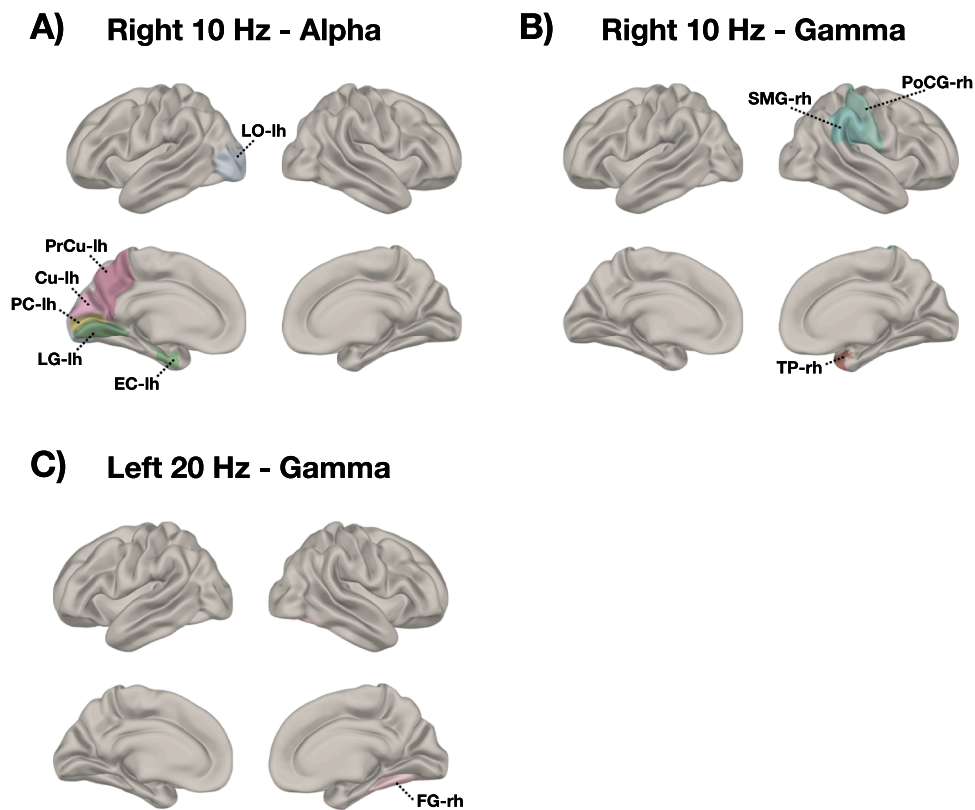 A) Right 10 Hz - Alpha
B) Right 10 Hz - Gamma
LO-lh
SMG-rh
PoCG-rh
PrCu-lh
Cu-lh
PC-lh
LG-lh
EC-lh
TP-rh
C) Left 20 Hz - Gamma
FG-rh